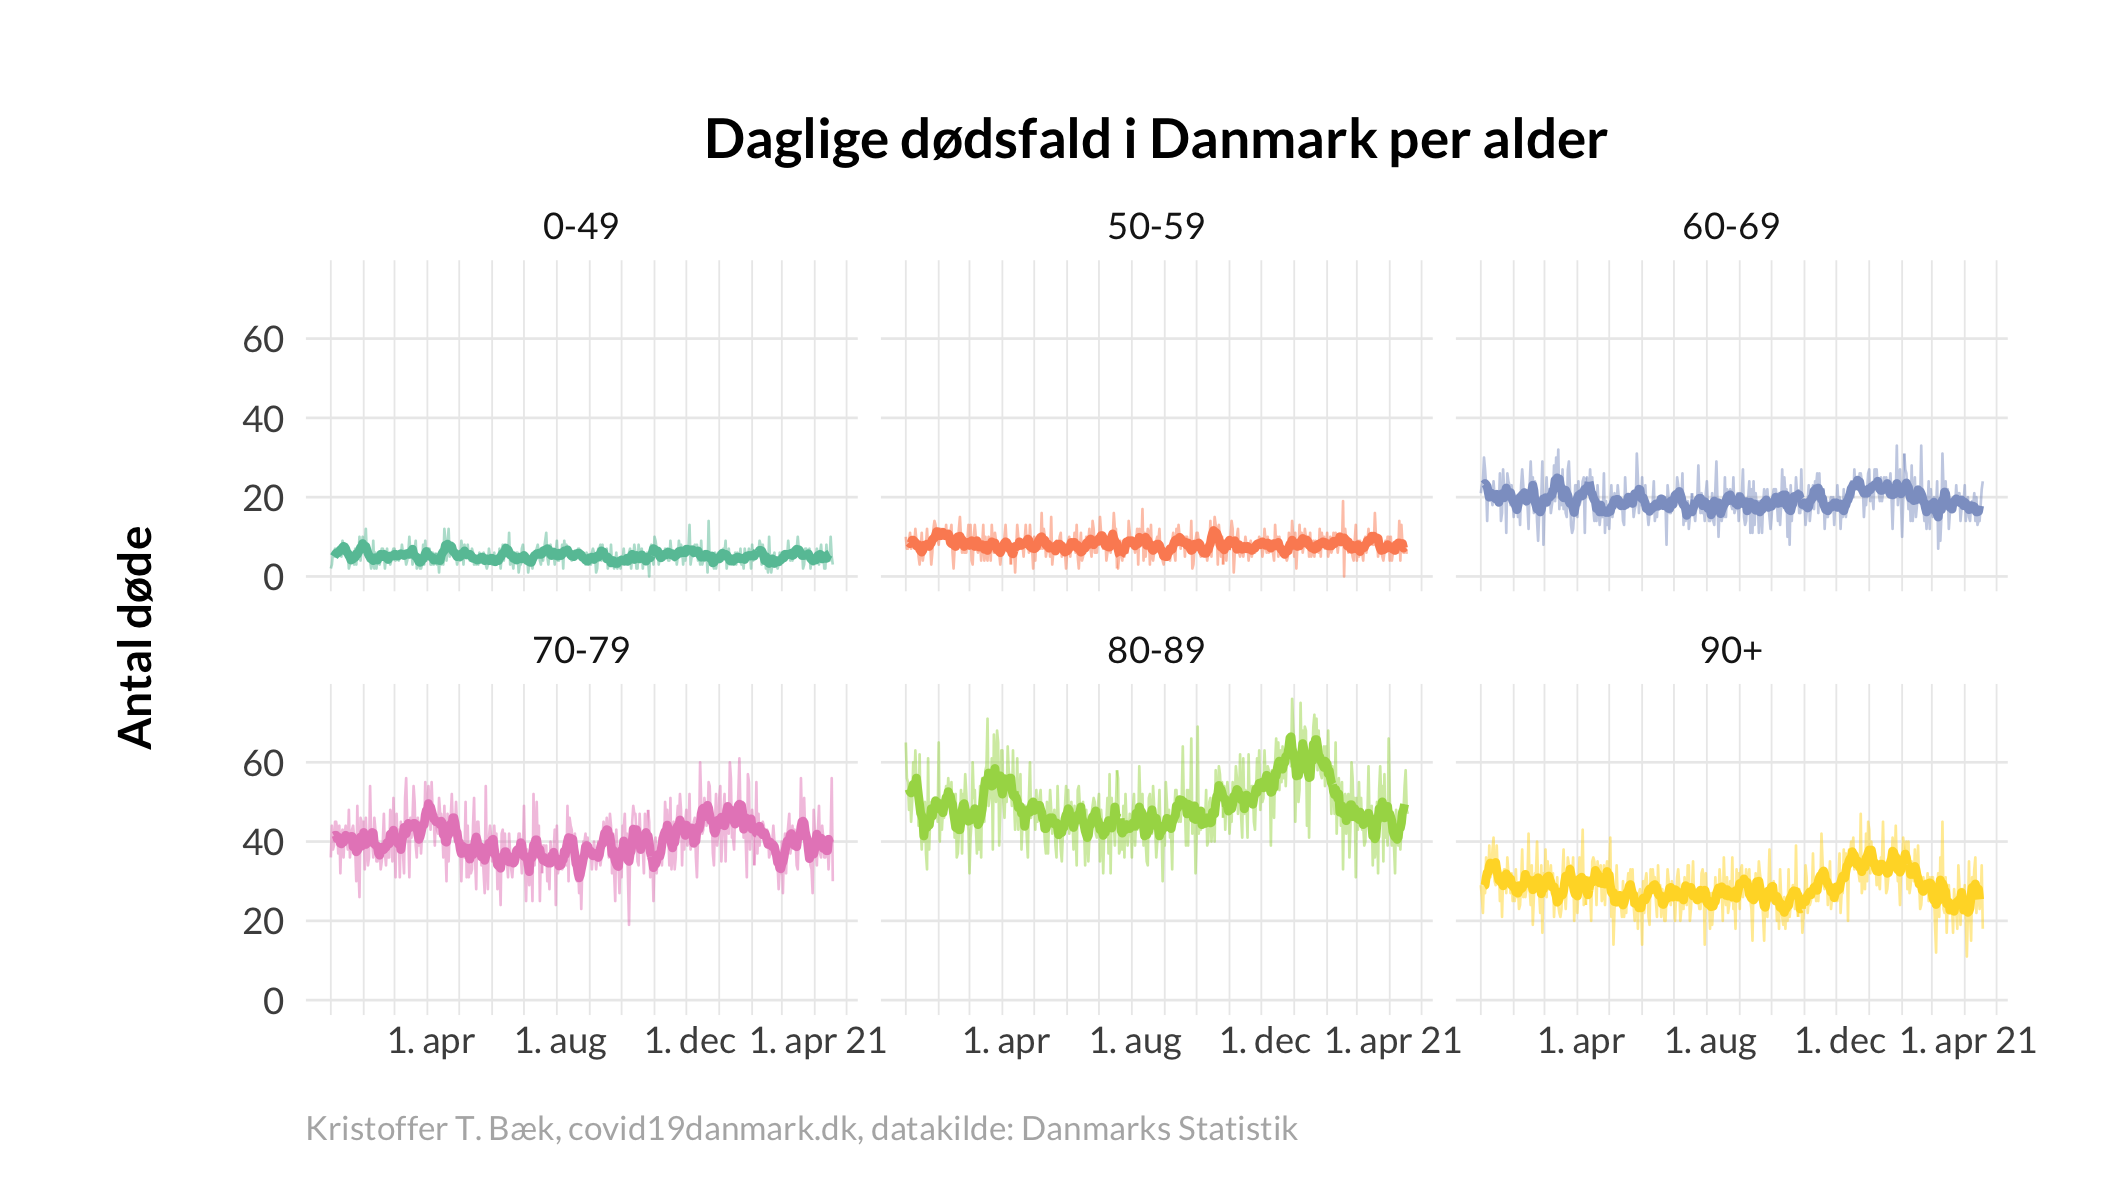 Daglige dødsfald i Danmark per alder
0-49
50-59
60-69
60
40
20
0
Antal døde
70-79
80-89
90+
60
40
20
0
1. apr
1. aug
1. dec
1. apr 21
1. apr
1. aug
1. dec
1. apr 21
1. apr
1. aug
1. dec
1. apr 21
Kristoffer T. Bæk, covid19danmark.dk, datakilde: Danmarks Statistik